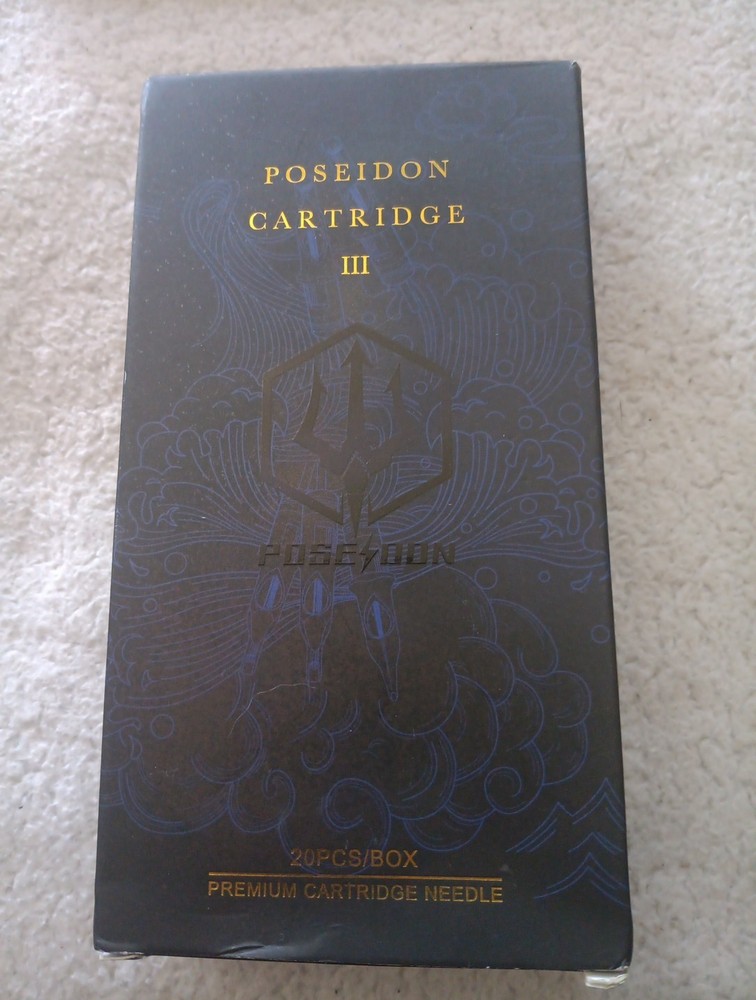 POSEIDON
CARTRIDGE
III
POSEIDON
20PCS/BOX
PREMIUM CARTRIDGE NEEDLE